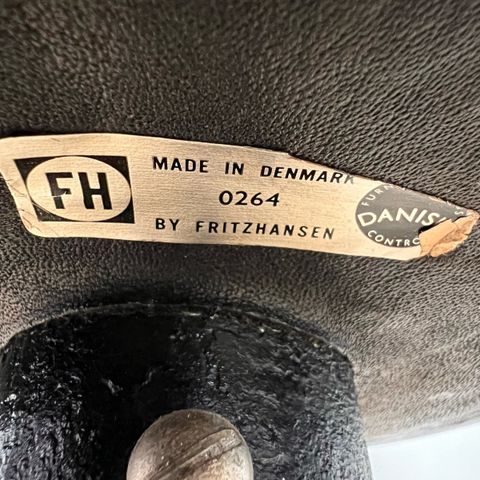 FH
MADE IN DENMARK
0264
BY FRITZHANSEN
DANIS
CONTRO